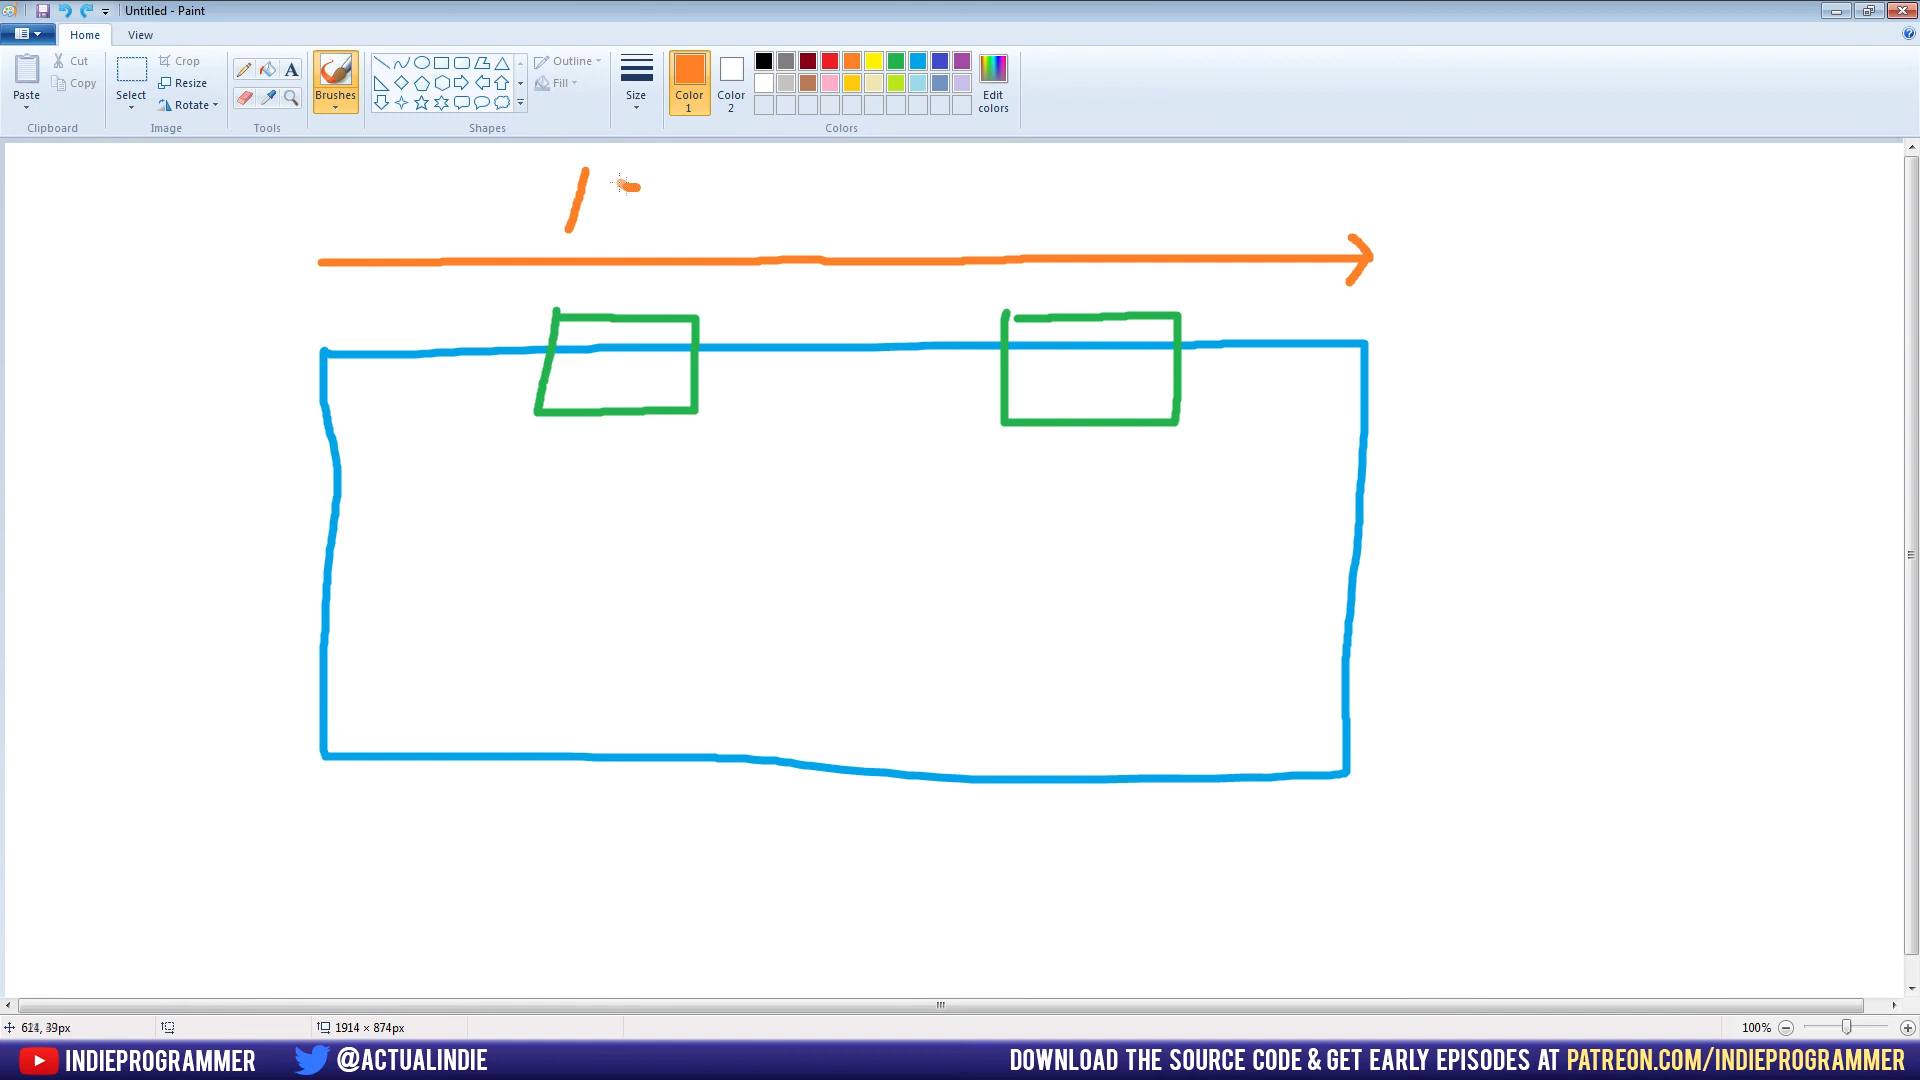 Untitled - Paint
Home View
Paste Cut Copy Select Crop Resize Rotate Brushes Outline Fill Size Color 1 Color 2 Edit colors
Clipboard Image Tools Shapes Colors
A
1914 × 874px 100%
INDIEPROGRAMMER @ACTUALINDIE DOWNLOAD THE SOURCE CODE & GET EARLY EPISODES AT PATREON.COM/INDIEPROGRAMMER